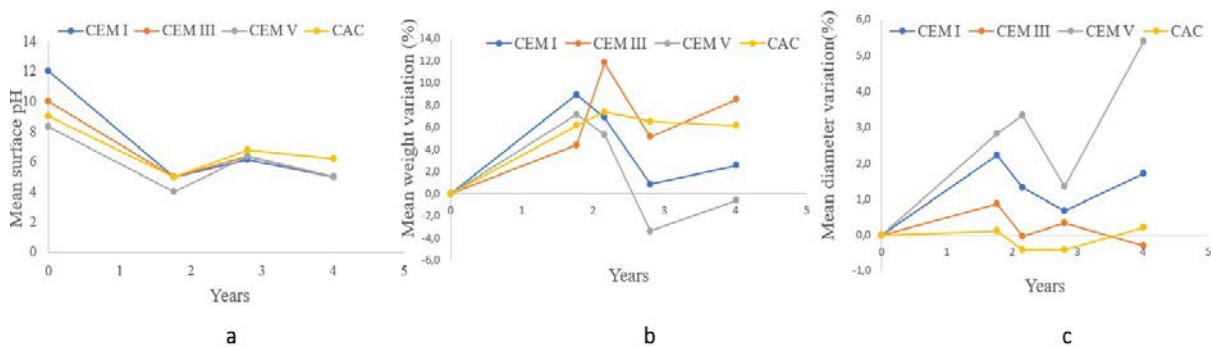 CEM I CEM III CEM V CAC
Mean surface pH
14
12
10
8
6
4
2
0
0 1 2 3 4 5
Years
a
CEM I CEM III CEM V CAC
Mean weight variation (%)
14,0
12,0
10,0
8,0
6,0
4,0
2,0
0,0
-2,0
-4,0
-6,0
0 1 2 3 4 5
Years
b
CEM I CEM III CEM V CAC
Mean diameter variation(%)
6,0
5,0
4,0
3,0
2,0
1,0
0,0
-1,0
0 1 2 3 4 5
Years
c